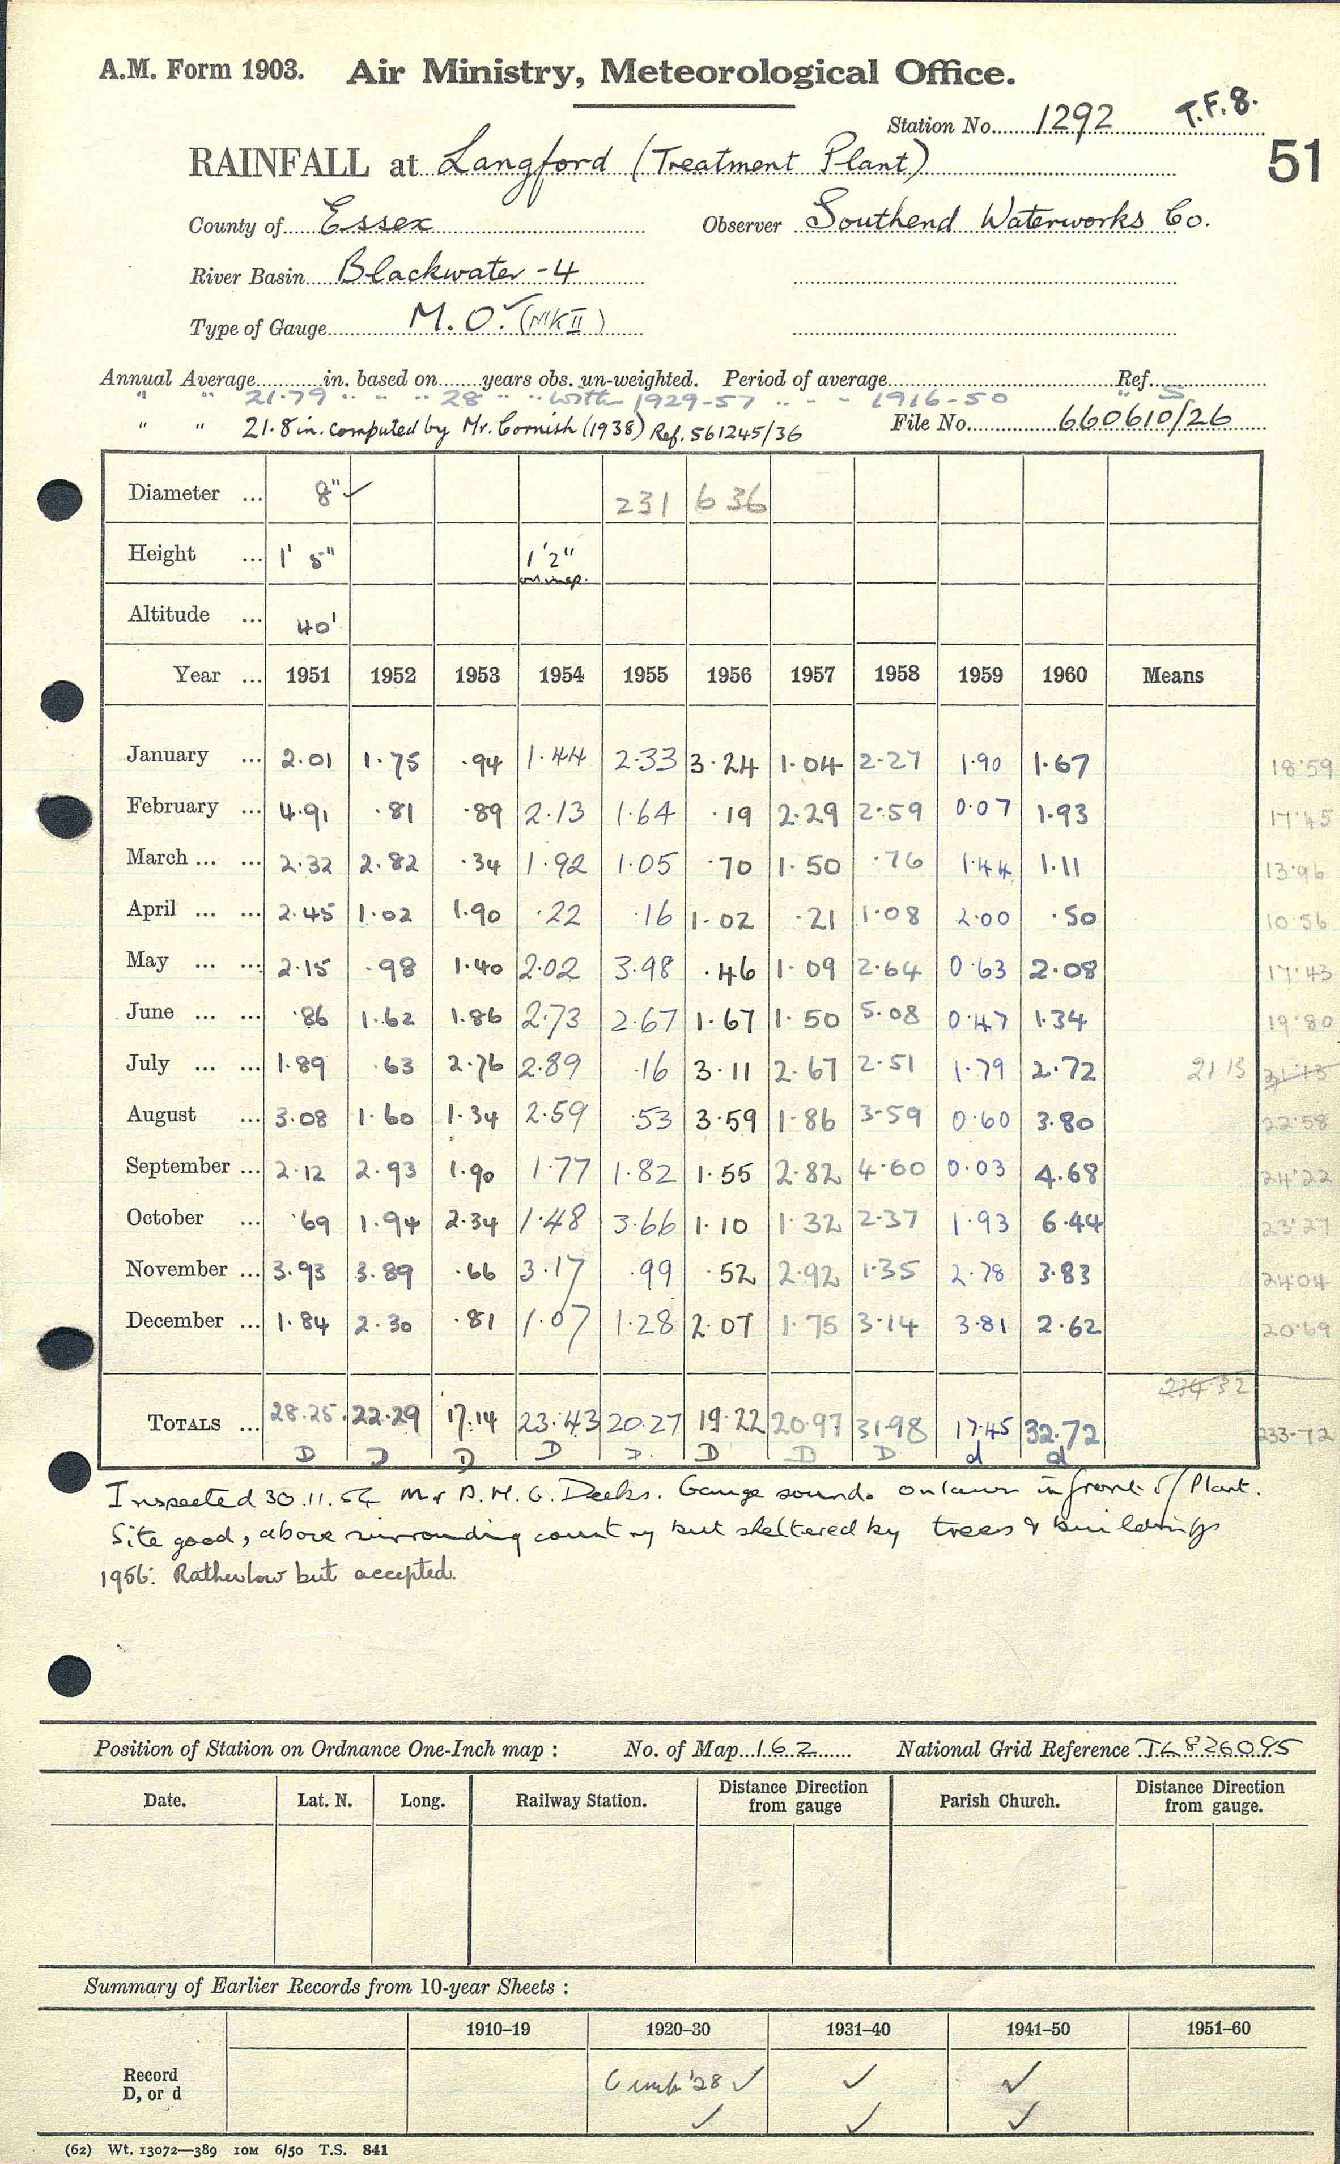 A.M. Form 1903. Air Ministry, Meteorological Office.
Station No. 1292 T.F.8.
RAINFALL at Langford (Treatment Plant) 51
County of Essex Observer Southend Waterworks Co.
River Basin Blackwater - 4
Type of Gauge M.O. ✓ (MK II)
Annual Average in. based on years obs. un-weighted. Period of average Ref.
" " 21.79 " " " 28 " " with 1929-57 " " - 1916-50 " S
" " 21.8 in. computed by Mr. Cornish (1938) Ref. 561245/36 File No. 660610/26
Diameter ... 8" ✓ 231 636
Height ... 1' 5" 1' 2"
on insp.
Altitude ... 40'
Year ... 1951 1952 1953 1954 1955 1956 1957 1958 1959 1960 Means
January ... 2.01 1.75 .94 1.44 2.33 3.24 1.04 2.27 1.90 1.67 18.59
February ... 4.91 .81 .89 2.13 1.64 .19 2.29 2.59 0.07 1.93 17.45
March ... ... 2.32 2.82 .34 1.92 1.05 .70 1.50 .76 1.44 1.11 13.96
April ... ... 2.45 1.02 1.90 .22 .16 1.02 .21 1.08 2.00 .50 10.56
May ... ... 2.15 .98 1.40 2.02 3.98 .46 1.09 2.64 0.63 2.08 17.43
June ... ... .86 1.62 1.86 2.73 2.67 1.67 1.50 5.08 0.47 1.34 19.80
July ... ... 1.89 .63 2.76 2.89 .16 3.11 2.67 2.51 1.79 2.72 21 13 21.13
August ... 3.08 1.60 1.34 2.59 .53 3.59 1.86 3.59 0.60 3.80 22.58
September ... 2.12 2.93 1.90 1.77 1.82 1.55 2.82 4.60 0.03 4.68 24.22
October ... .69 1.94 2.34 1.48 3.66 1.10 1.32 2.37 1.93 6.44 23.27
November ... 3.93 3.89 .66 3.17 .99 .52 2.92 1.35 2.78 3.83 24.04
December ... 1.84 2.30 .81 1.07 1.28 2.07 1.75 3.14 3.81 2.62 20.69
234.32
TOTALS ... 28.25 22.29 17.14 23.43 20.27 19.22 20.97 31.98 17.45 32.72 233.72
D D D D D D D D d d
Inspected 30.11.54 Mr D.H.G. Deeks. Gauge sound. On lawn in front of Plant.
Site good, above surrounding country but sheltered by trees & buildings
1956: Rather low but accepted.
Position of Station on Ordnance One-Inch map : No. of Map 162 National Grid Reference TL 826095
Date. Lat. N. Long. Railway Station. Distance Direction from gauge Parish Church. Distance Direction from gauge.
Summary of Earlier Records from 10-year Sheets :
1910–19 1920–30 1931–40 1941–50 1951–60
Record '28 ✓ ✓ ✓
D, or d ✓ ✓ ✓
(62) Wt. 13072—389 10M 6/50 T.S. 841